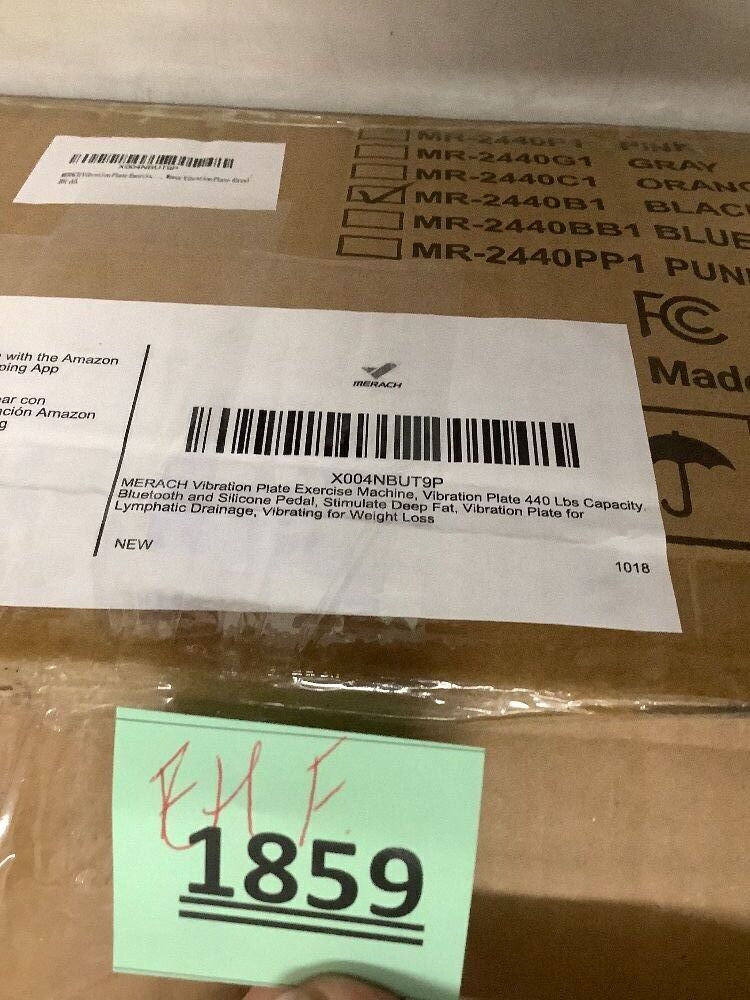 X004NBUT9P
MR-2440P1 PINK
MR-2440G1 GRAY
MR-2440C1 ORANG
MR-2440B1 BLAC
MR-2440BB1 BLUE
MR-2440PP1 PUN
FC
Made
with the Amazon
ping App
ar con
ción Amazon
g
MERACH
X004NBUT9P
MERACH Vibration Plate Exercise Machine, Vibration Plate 440 Lbs Capacity,
Bluetooth and Silicone Pedal, Stimulate Deep Fat, Vibration Plate for
Lymphatic Drainage, Vibrating for Weight Loss
NEW
1018
EHF.
1859